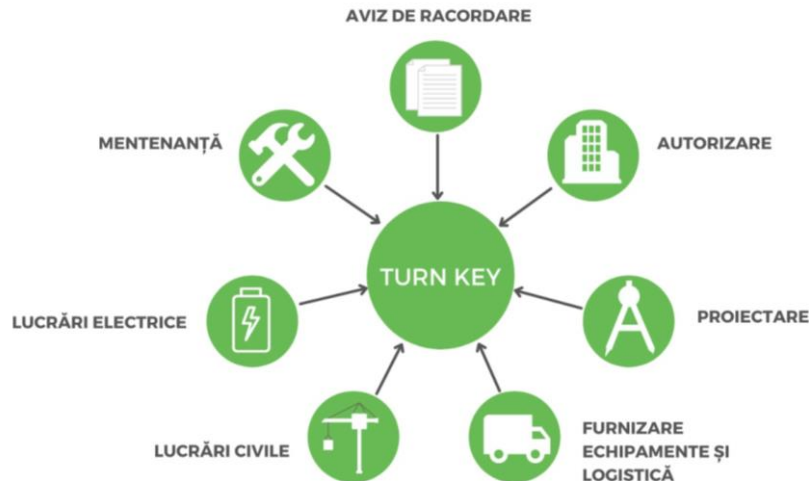 AVIZ DE RACORDARE
MENTENANȚĂ
AUTORIZARE
TURN KEY
LUCRĂRI ELECTRICE
PROIECTARE
LUCRĂRI CIVILE
FURNIZARE
ECHIPAMENTE ȘI
LOGISTICĂ